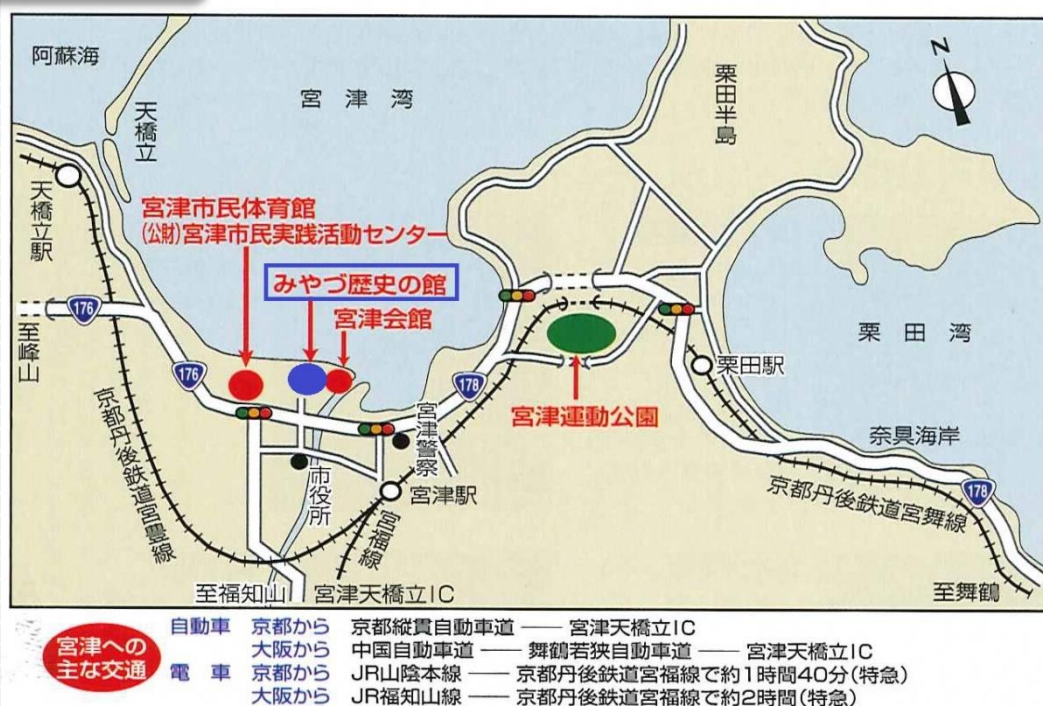 阿蘇海
天橋立
宮津湾
栗田半島
N
天橋立駅
宮津市民体育館
(公財)宮津市民実践活動センター
みやづ歴史の館
宮津会館
176
至峰山
176
178
栗田湾
栗田駅
宮津運動公園
奈具海岸
宮津警察
市役所
宮津駅
宮福線
京都丹後鉄道宮豊線
京都丹後鉄道宮舞線
178
至福知山
宮津天橋立IC
至舞鶴
宮津への
主な交通
自動車 京都から 京都縦貫自動車道 ── 宮津天橋立IC
大阪から 中国自動車道 ── 舞鶴若狭自動車道 ── 宮津天橋立IC
電車 京都から JR山陰本線 ── 京都丹後鉄道宮福線で約1時間40分(特急)
大阪から JR福知山線 ── 京都丹後鉄道宮福線で約2時間(特急)